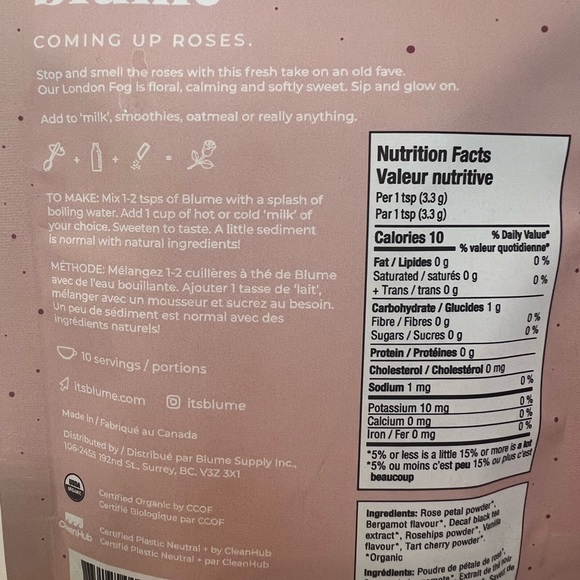 COMING UP ROSES.
Stop and smell the roses with this fresh take on an old fave.
Our London Fog is floral, calming and softly sweet. Sip and glow on.
Add to 'milk', smoothies, oatmeal or really anything.
TO MAKE: Mix 1-2 tsps of Blume with a splash of
boiling water. Add 1 cup of hot or cold 'milk' of
your choice. Sweeten to taste. A little sediment
is normal with natural ingredients!
MÉTHODE: Mélangez 1-2 cuillères à thé de Blume
avec de l'eau bouillante. Ajouter 1 tasse de 'lait',
mélanger avec un mousseur et sucrez au besoin.
Un peu de sédiment est normal avec des
ingrédients naturels!
10 servings / portions
itsblume.com
itsblume
Made in / Fabriqué au Canada
Distributed by / Distribué par Blume Supply Inc.,
106-2453 192nd St., Surrey, BC. V3Z 3X1
USDA
ORGANIC
Certified Organic by CCOF
Certifié Biologique par CCOF
CleanHub
Certified Plastic Neutral + by CleanHub
Certifié Plastic Neutral + par CleanHub
Nutrition Facts
Valeur nutritive
Per 1 tsp (3.3 g)
Par 1 tsp (3.3 g)
Calories 10
% Daily Value*
% valeur quotidienne*
Fat / Lipides 0 g 0 %
Saturated / saturés 0 g
+ Trans / trans 0 g 0 %
Carbohydrate / Glucides 1 g
Fibre / Fibres 0 g 0 %
Sugars / Sucres 0 g 0 %
Protein / Protéines 0 g
Cholesterol / Cholestérol 0 mg
Sodium 1 mg 0 %
Potassium 10 mg 0 %
Calcium 0 mg 0 %
Iron / Fer 0 mg 0 %
*5% or less is a little 15% or more is a lot
*5% ou moins c'est peu 15% ou plus c'est
beaucoup
Ingredients: Rose petal powder*,
Bergamot flavour*, Decaf black tea
extract*, Rosehips powder*, Vanilla
flavour*, Tart cherry powder*.
*Organic
Ingrédients: Poudre de pétale de rose*,
Extrait de thé noir